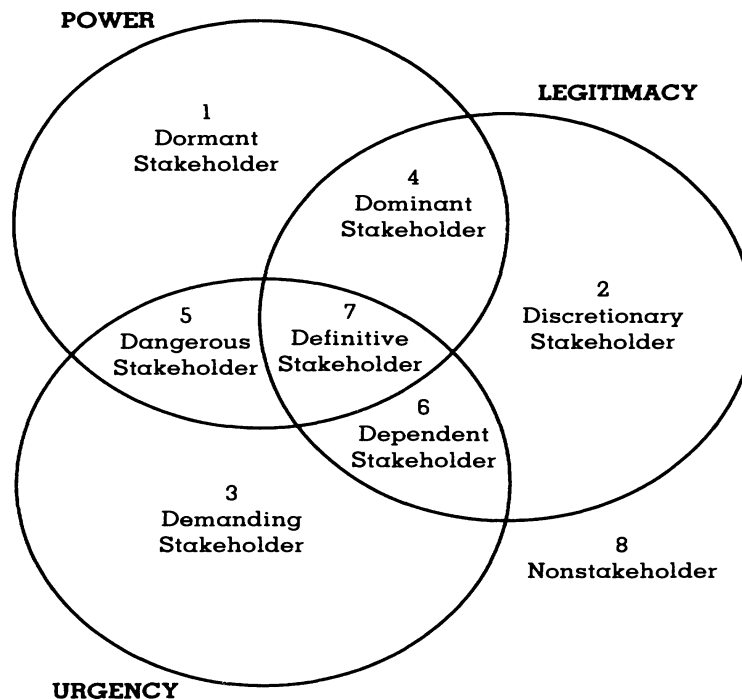 POWER
1
Dormant
Stakeholder
LEGITIMACY
4
Dominant
Stakeholder
2
Discretionary
Stakeholder
5
Dangerous
Stakeholder
7
Definitive
Stakeholder
6
Dependent
Stakeholder
3
Demanding
Stakeholder
8
Nonstakeholder
URGENCY